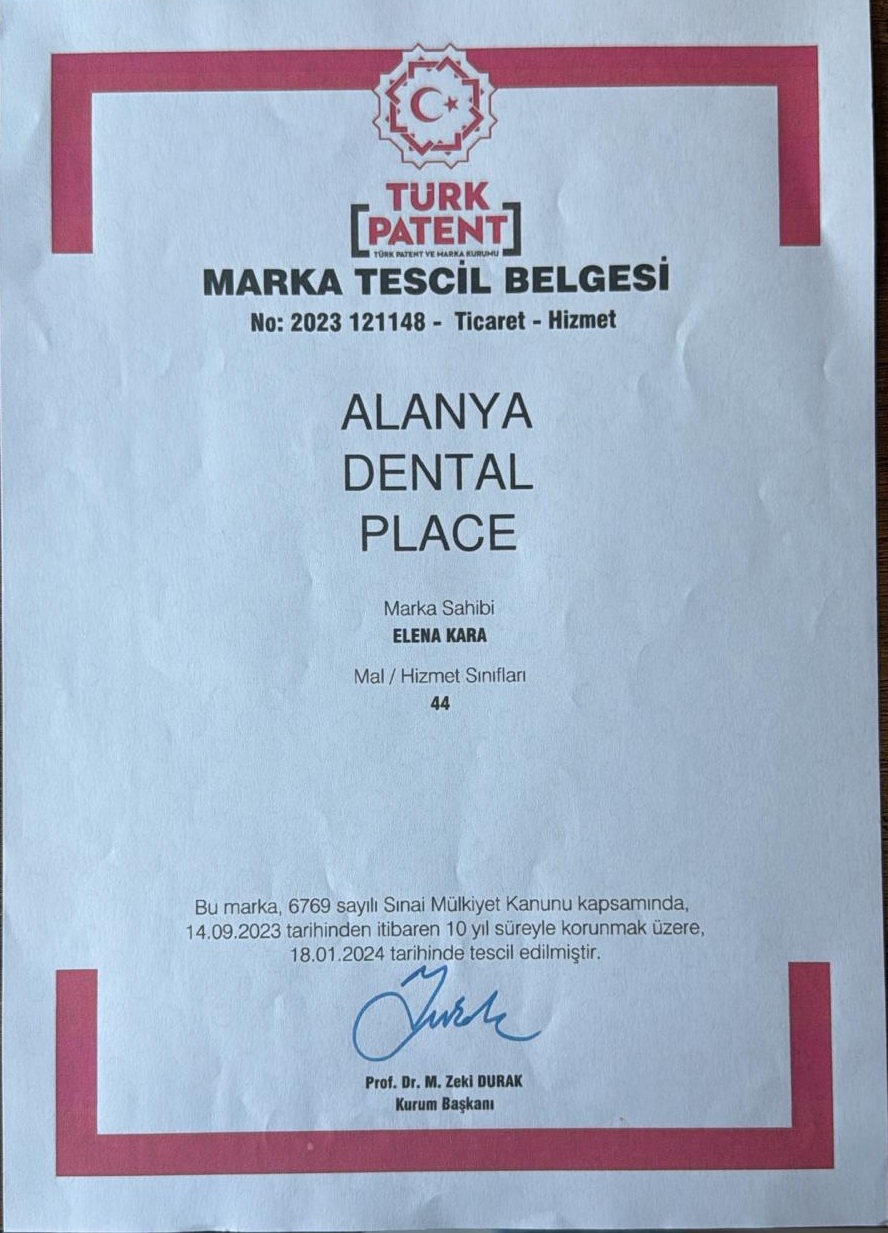 TÜRK
PATENT
TÜRK PATENT VE MARKA KURUMU
MARKA TESCİL BELGESİ
No: 2023 121148 - Ticaret - Hizmet
ALANYA
DENTAL
PLACE
Marka Sahibi
ELENA KARA
Mal / Hizmet Sınıfları
44
Bu marka, 6769 sayılı Sınai Mülkiyet Kanunu kapsamında,
14.09.2023 tarihinden itibaren 10 yıl süreyle korunmak üzere,
18.01.2024 tarihinde tescil edilmiştir.
Prof. Dr. M. Zeki DURAK
Kurum Başkanı